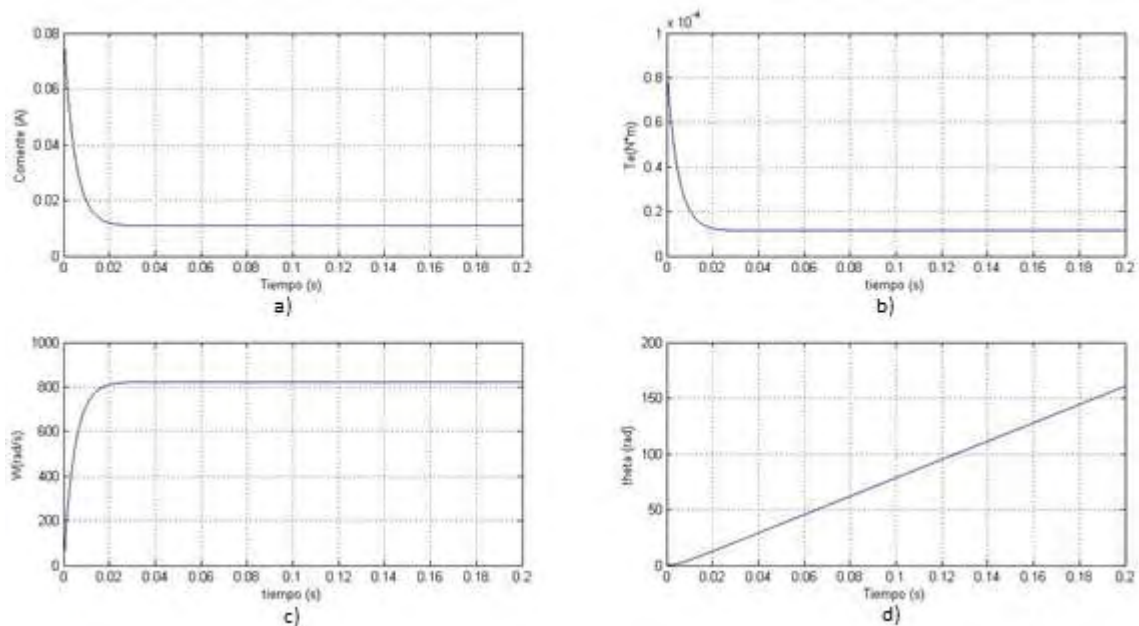 0.08
0.06
0.04
0.02
0
Comente (A)
0 0.02 0.04 0.06 0.08 0.1 0.12 0.14 0.16 0.18 0.2
Tiempo (s)
a)
x 10⁻⁴
1
0.8
0.6
0.4
0.2
0
Te(N*m)
0 0.02 0.04 0.06 0.08 0.1 0.12 0.14 0.16 0.18 0.2
tiempo (s)
b)
1000
800
600
400
200
0
W(rad/s)
0 0.02 0.04 0.06 0.08 0.1 0.12 0.14 0.16 0.18 0.2
tiempo (s)
c)
200
150
100
50
0
theta (rad)
0 0.02 0.04 0.06 0.08 0.1 0.12 0.14 0.16 0.18 0.2
Tiempo (s)
d)